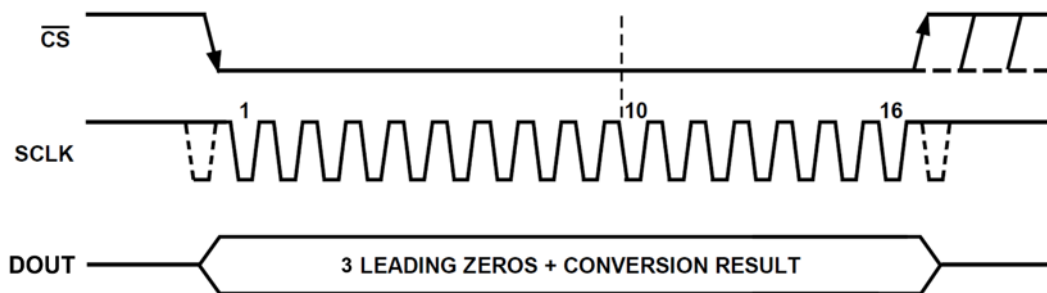 CS
1 10 16
SCLK
DOUT 3 LEADING ZEROS + CONVERSION RESULT